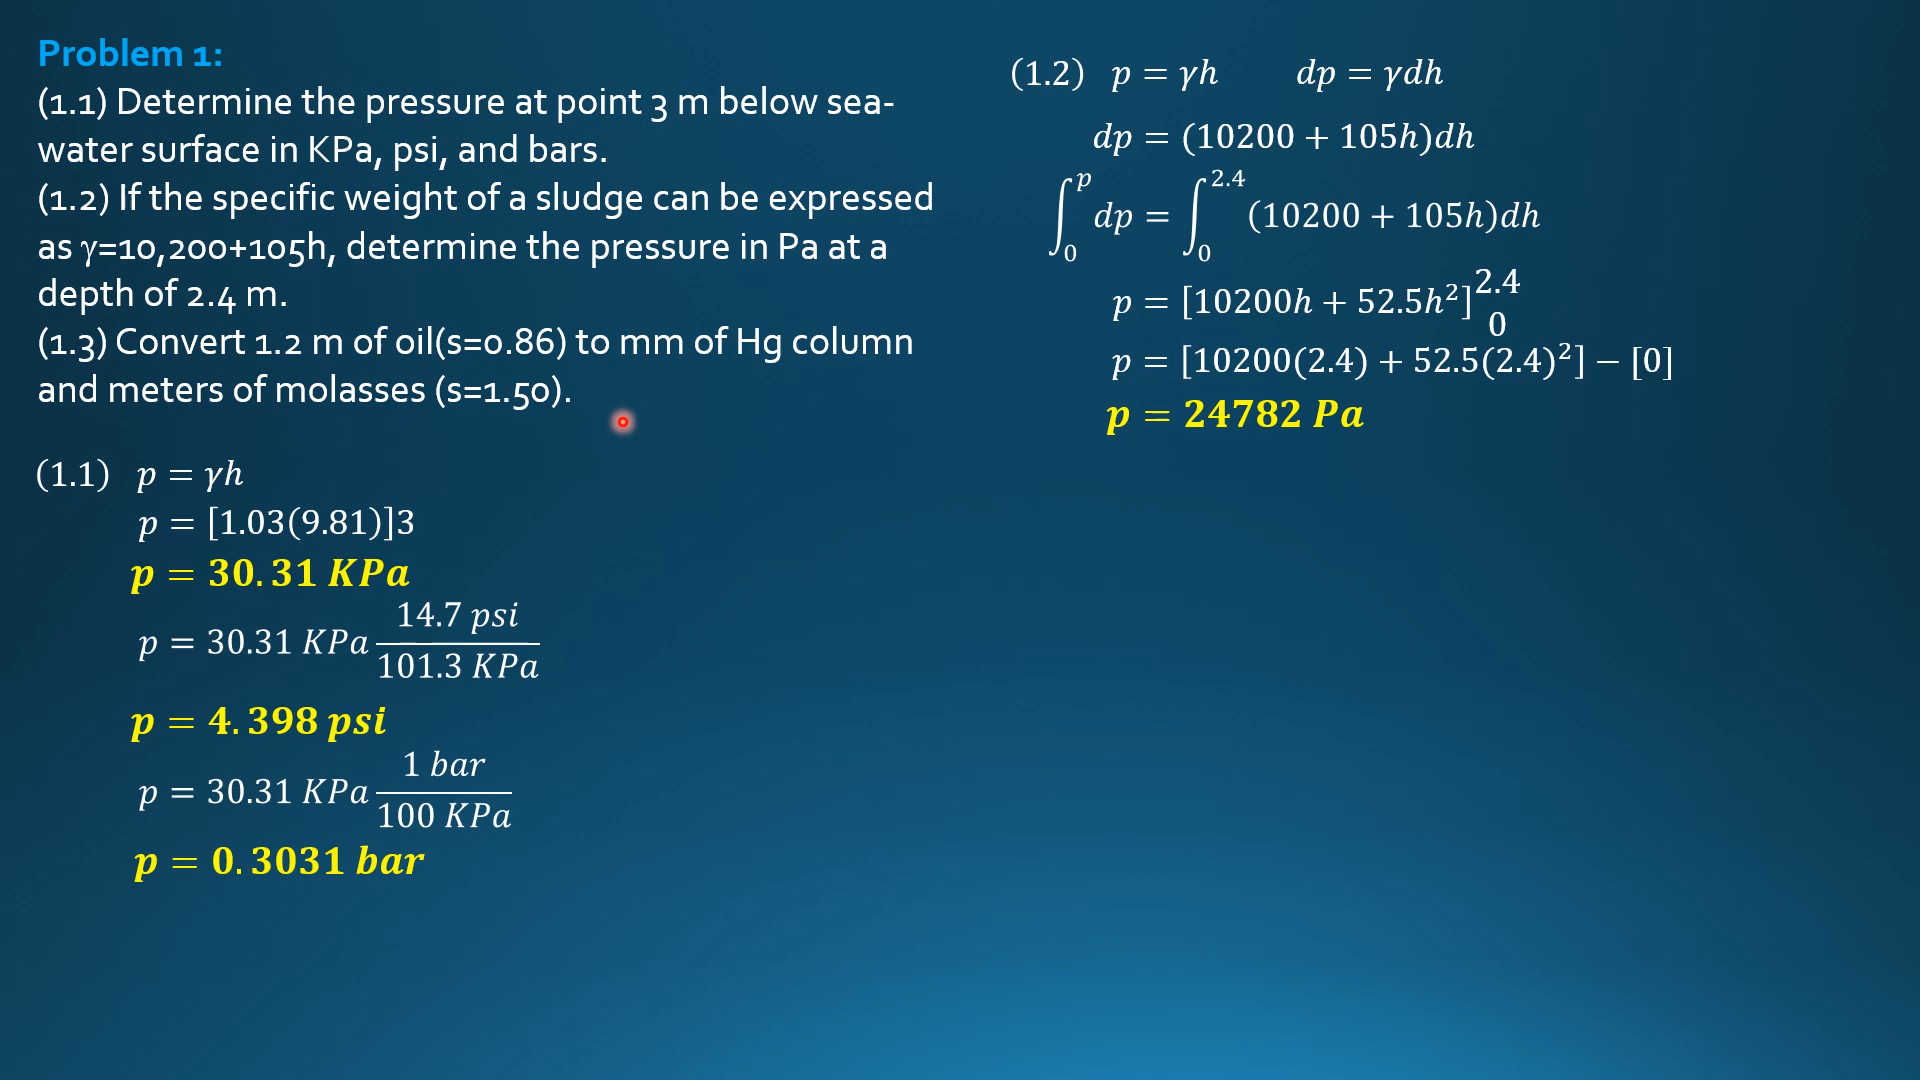 Problem 1:
(1.1) Determine the pressure at point 3 m below sea-
water surface in KPa, psi, and bars.
(1.2) If the specific weight of a sludge can be expressed
as γ=10,200+105h, determine the pressure in Pa at a
depth of 2.4 m.
(1.3) Convert 1.2 m of oil(s=0.86) to mm of Hg column
and meters of molasses (s=1.50).
(1.1) p = γh
p = [1.03(9.81)]3
p = 30.31 KPa
p = 30.31 KPa \frac{14.7 psi}{101.3 KPa}
p = 4.398 psi
p = 30.31 KPa \frac{1 bar}{100 KPa}
p = 0.3031 bar
(1.2) p = γh dp = γdh
dp = (10200 + 105h)dh
∫_0^p dp = ∫_0^{2.4} (10200 + 105h)dh
p = [10200h + 52.5h²]_0^{2.4}
p = [10200(2.4) + 52.5(2.4)²] − [0]
p = 24782 Pa